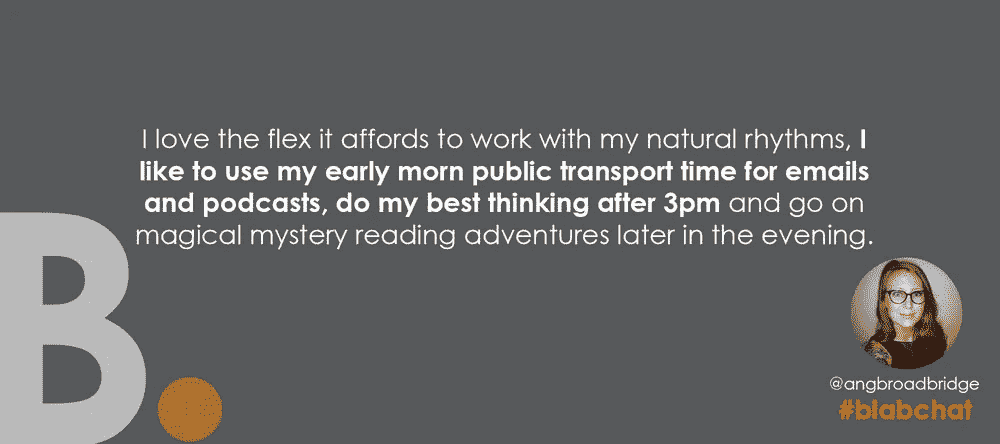 I love the flex it affords to work with my natural rhythms, I
like to use my early morn public transport time for emails
and podcasts, do my best thinking after 3pm and go on
magical mystery reading adventures later in the evening.
B.
@angbroadbridge
#blabchat